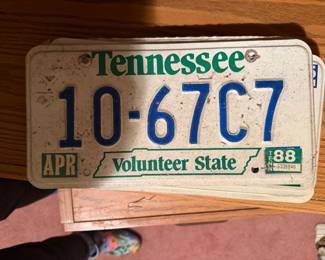 Tennessee
10-67C7
APR Volunteer State 88